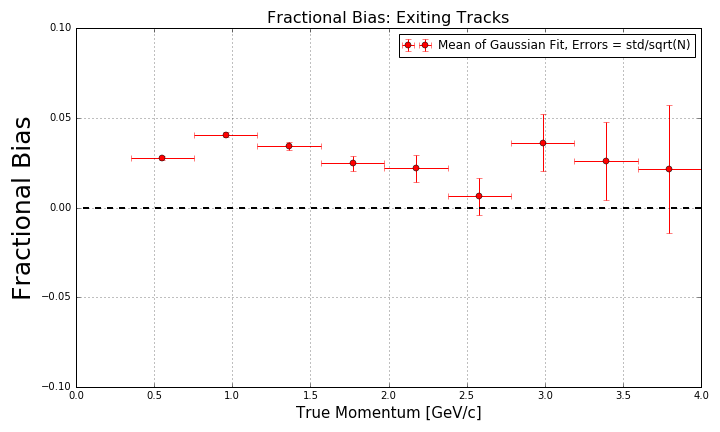 Fractional Bias: Exiting Tracks
Mean of Gaussian Fit, Errors = std/sqrt(N)
Fractional Bias
0.10
0.05
0.00
−0.05
−0.10
0.0 0.5 1.0 1.5 2.0 2.5 3.0 3.5 4.0
True Momentum [GeV/c]